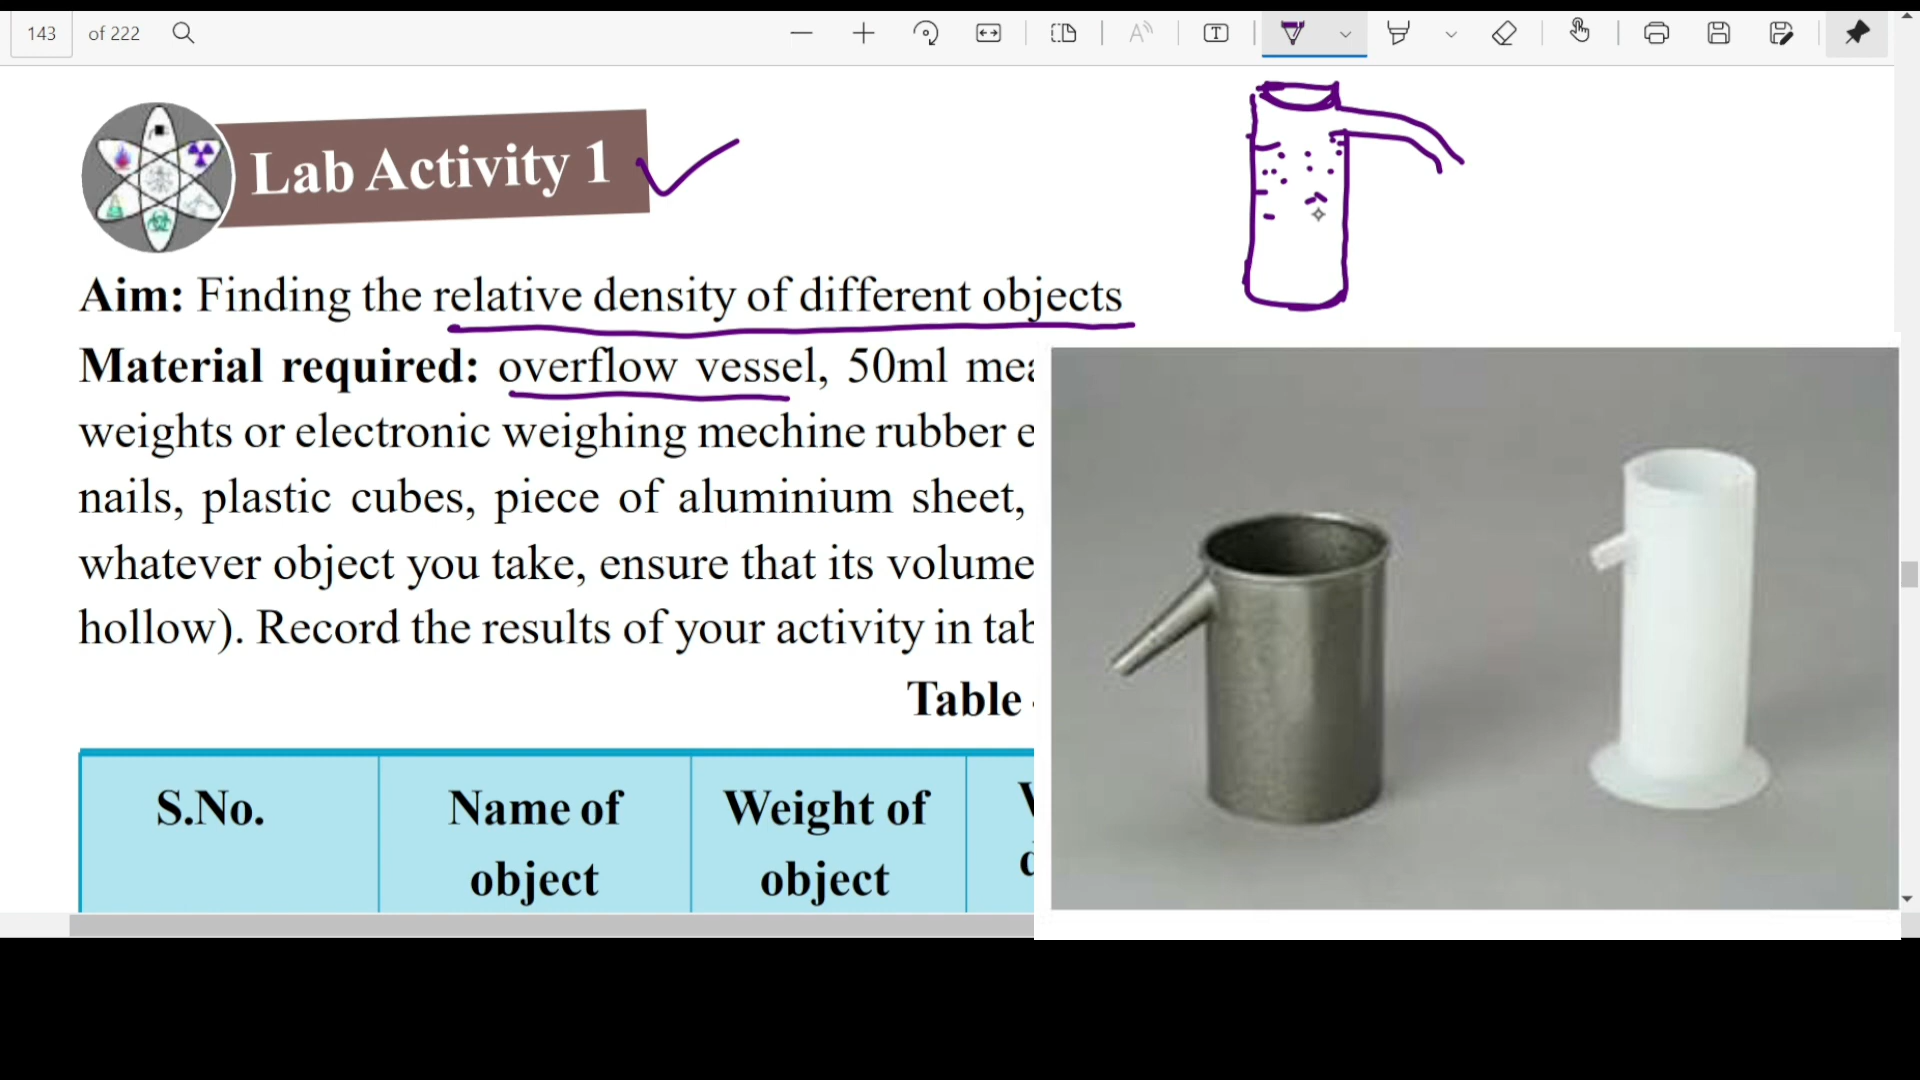 143 of 222
Lab Activity 1
Aim: Finding the relative density of different objects
Material required: overflow vessel, 50ml
weights or electronic weighing mechine rubber
nails, plastic cubes, piece of aluminium sheet,
whatever object you take, ensure that its volume
hollow). Record the results of your activity in
Table
S.No.
Name of
object
Weight of
object